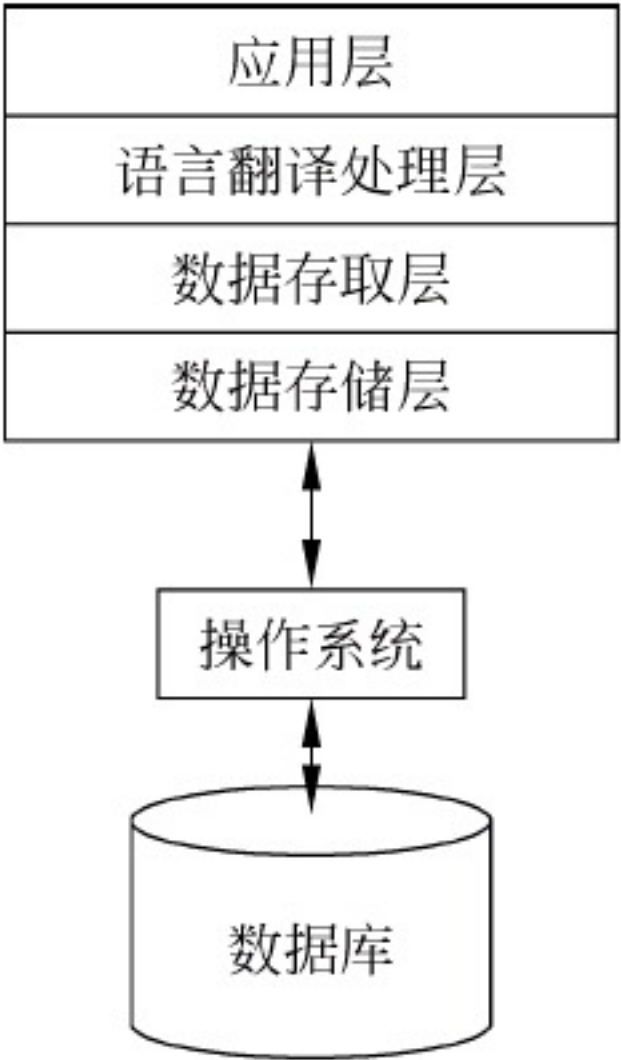 应用层
语言翻译处理层
数据存取层
数据存储层
操作系统
数据库